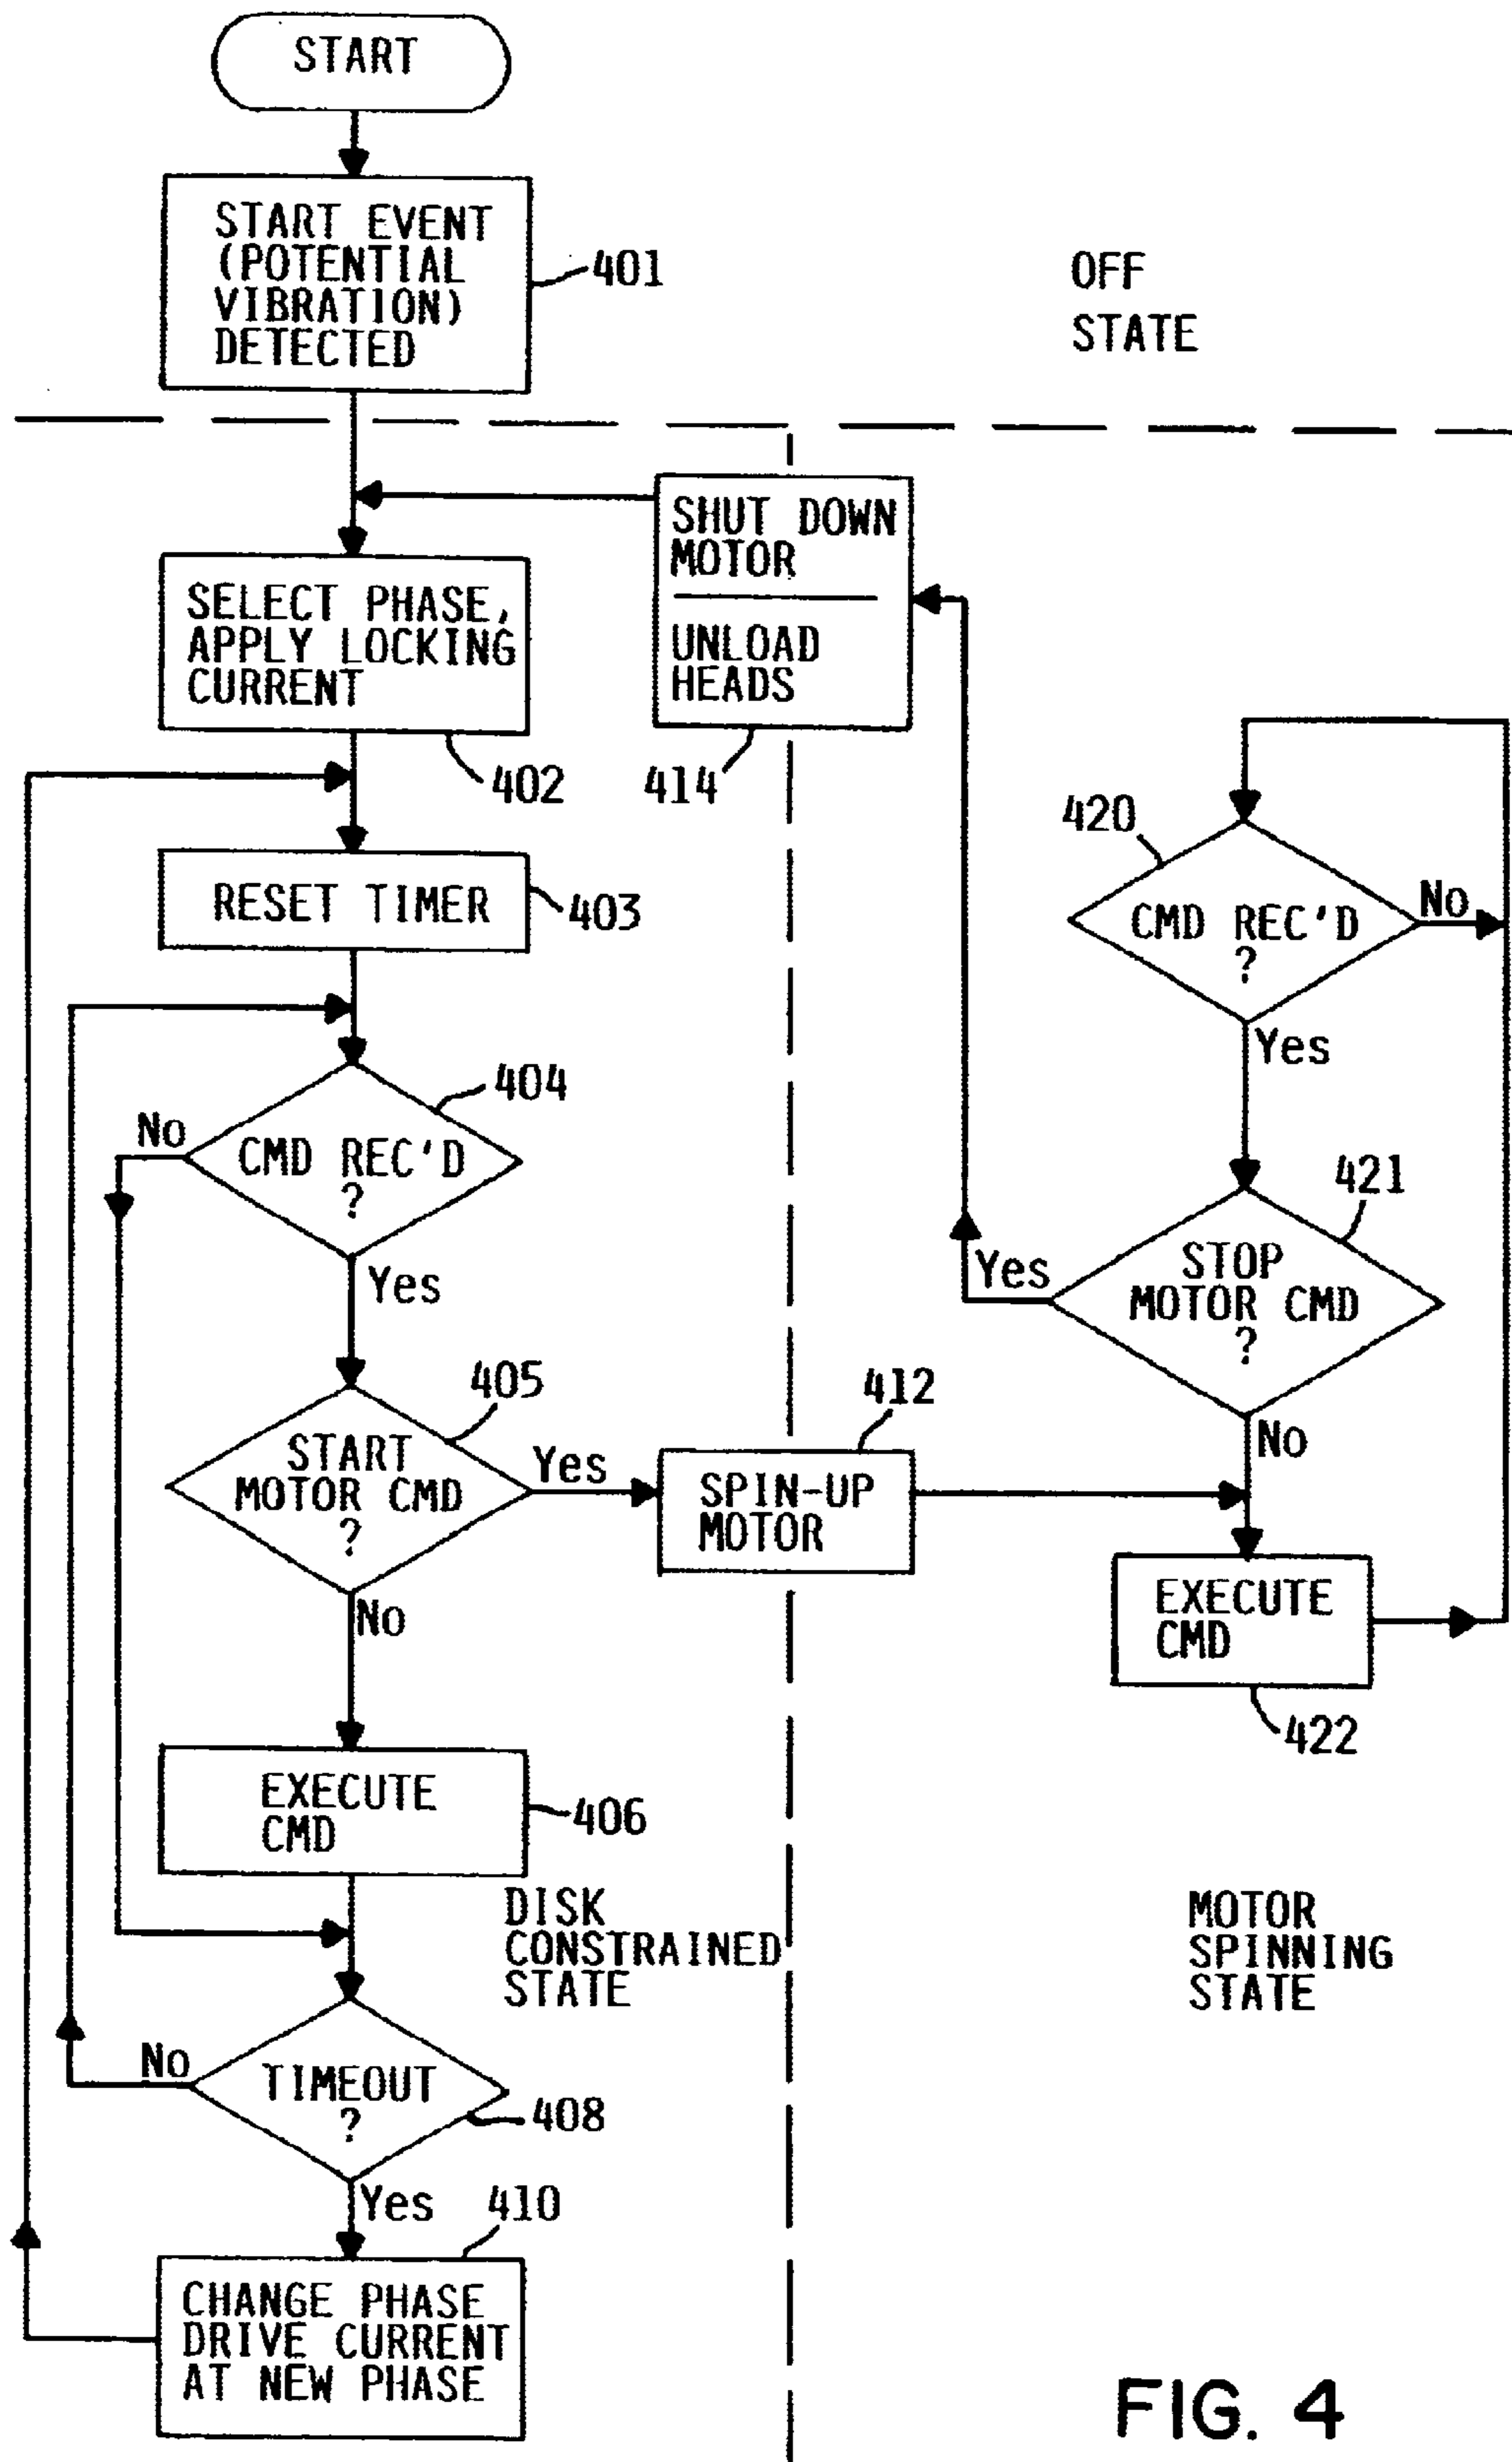 START
START EVENT
(POTENTIAL
VIBRATION)
DETECTED
401
OFF
STATE
SHUT DOWN
MOTOR
UNLOAD
HEADS
414
SELECT PHASE,
APPLY LOCKING
CURRENT
402
RESET TIMER
403
CMD REC'D
?
404
No
Yes
START
MOTOR CMD
?
405
Yes
No
SPIN-UP
MOTOR
412
EXECUTE
CMD
406
DISK
CONSTRAINED
STATE
TIMEOUT
?
408
No
Yes
CHANGE PHASE
DRIVE CURRENT
AT NEW PHASE
410
420
CMD REC'D
?
No
Yes
421
STOP
MOTOR CMD
?
Yes
No
EXECUTE
CMD
422
MOTOR
SPINNING
STATE
FIG. 4